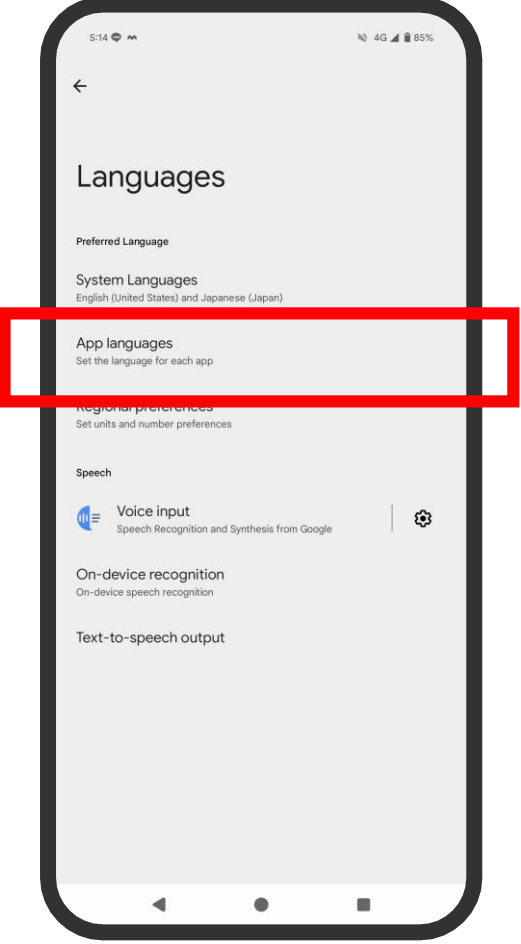 5:14
4G 85%
Languages
Preferred Language
System Languages
English (United States) and Japanese (Japan)
App languages
Set the language for each app
Regional preferences
Set units and number preferences
Speech
Voice input
Speech Recognition and Synthesis from Google
On-device recognition
On-device speech recognition
Text-to-speech output